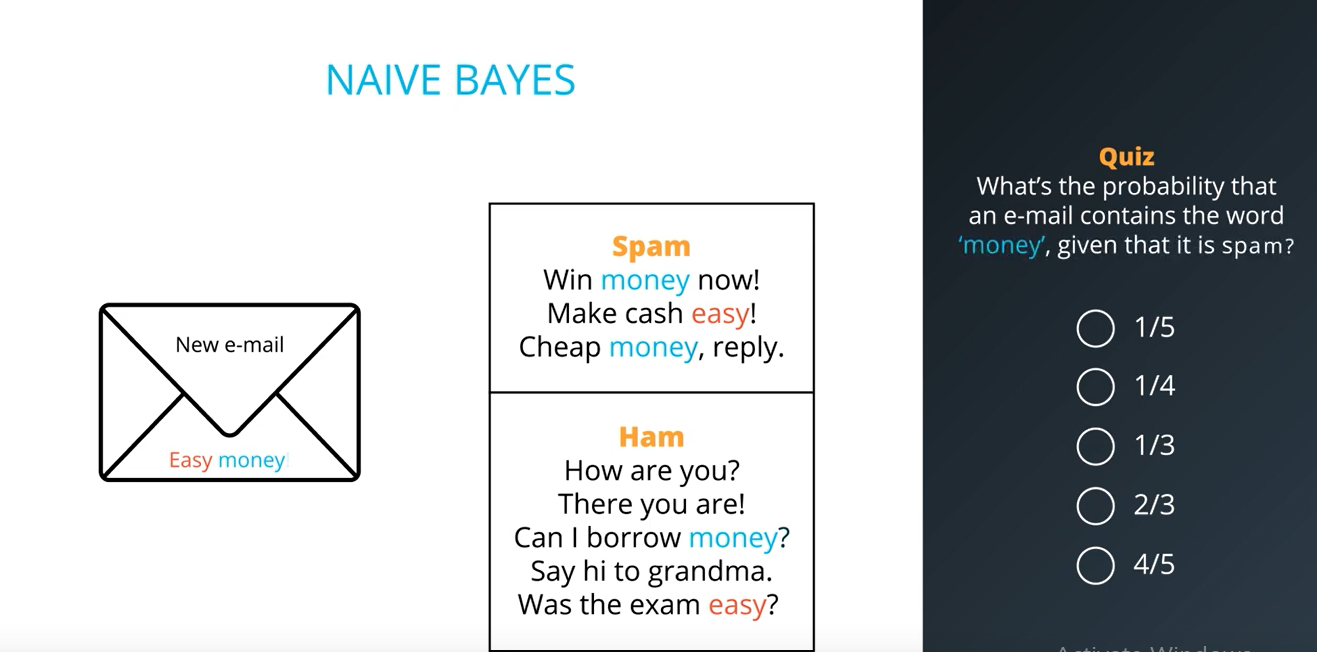 NAIVE BAYES
New e-mail
Easy money!
Spam
Win money now!
Make cash easy!
Cheap money, reply.
Ham
How are you?
There you are!
Can I borrow money?
Say hi to grandma.
Was the exam easy?
Quiz
What's the probability that
an e-mail contains the word
‘money’, given that it is spam?
1/5
1/4
1/3
2/3
4/5
Activate Windows